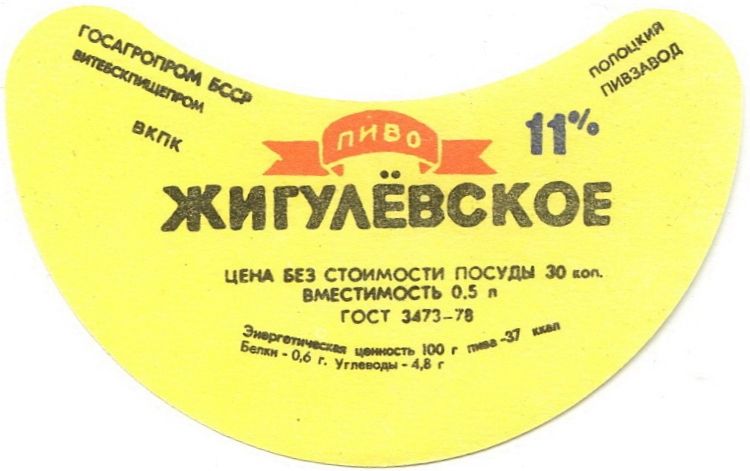 ГОСАГРОПРОМ БССР
ВИТЕБСКПИЩЕПРОМ
ВКПК
ПОЛОЦКИЙ
ПИВЗАВОД
ПИВО
11%
ЖИГУЛЁВСКОЕ
ЦЕНА БЕЗ СТОИМОСТИ ПОСУДЫ 30 коп.
ВМЕСТИМОСТЬ 0,5 л
ГОСТ 3473-78
Энергетическая ценность 100 г пива -37 ккал
Белки - 0,6 г. Углеводы - 4,8 г